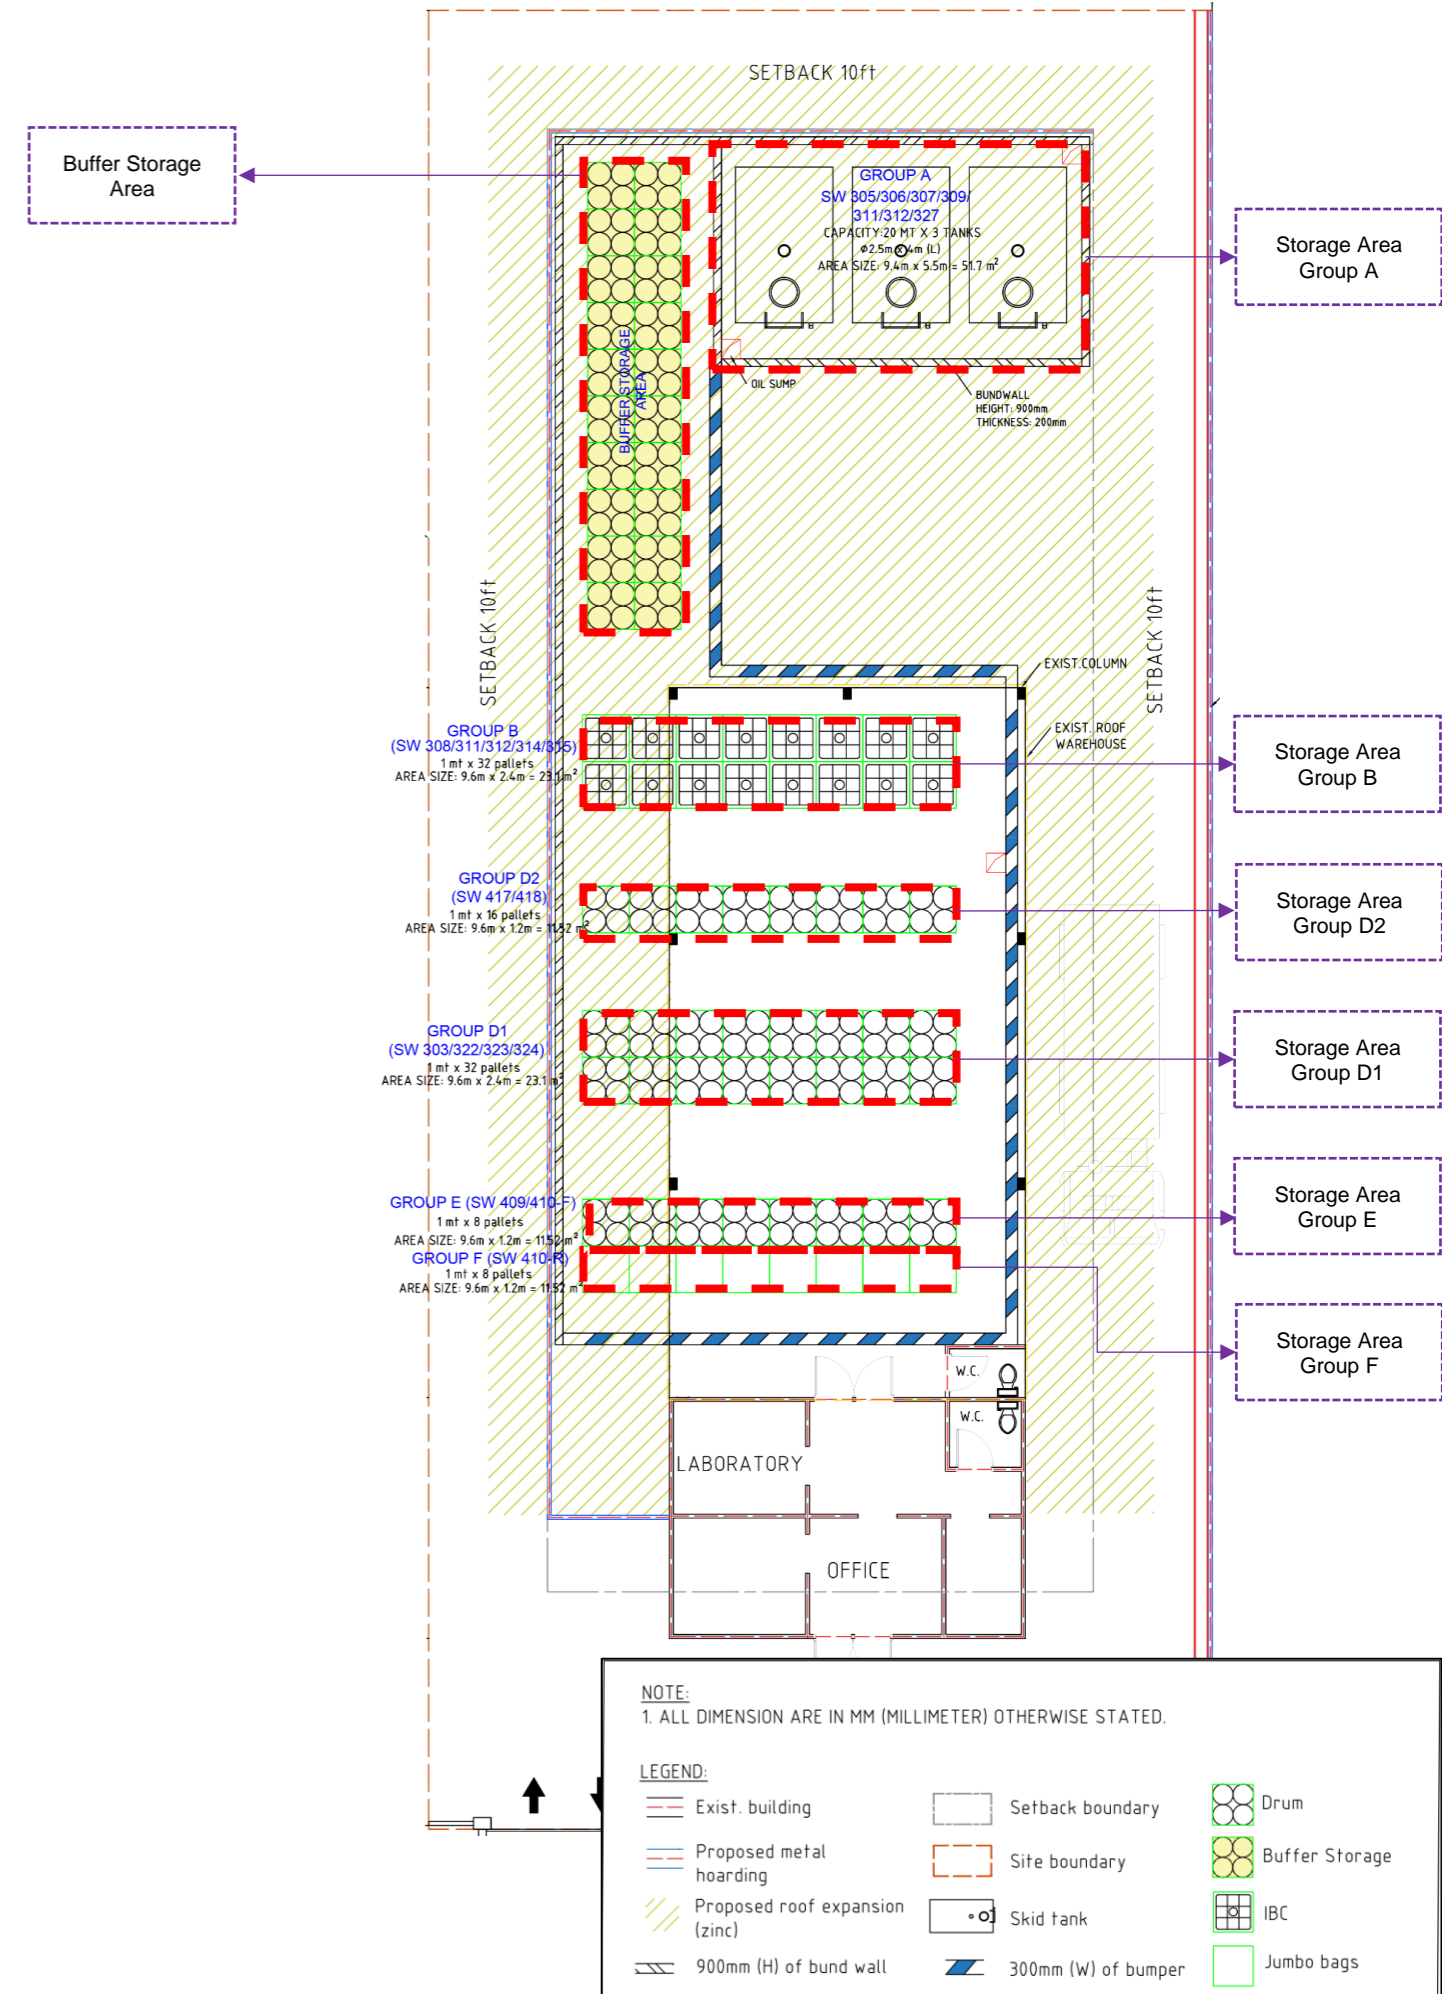 SETBACK 10ft
Buffer Storage
Area
GROUP A
SW 305/306/307/309/
311/312/327
CAPACITY:20 MT X 3 TANKS
φ2.5m x 4m (L)
AREA SIZE: 9.4m x 5.5m = 51.7 m²
Storage Area
Group A
BUFFER STORAGE
AREA
OIL SUMP
BUNDWALL
HEIGHT: 900mm
THICKNESS: 200mm
SETBACK 10ft
SETBACK 10ft
EXIST.COLUMN
EXIST. ROOF
WAREHOUSE
GROUP B
(SW 308/311/312/314/315)
1 mt x 32 pallets
AREA SIZE: 9.6m x 2.4m = 23.1 m²
Storage Area
Group B
GROUP D2
(SW 417/418)
1 mt x 16 pallets
AREA SIZE: 9.6m x 1.2m = 11.52 m²
Storage Area
Group D2
GROUP D1
(SW 303/322/323/324)
1 mt x 32 pallets
AREA SIZE: 9.6m x 2.4m = 23.1 m²
Storage Area
Group D1
GROUP E (SW 409/410-F)
1 mt x 8 pallets
AREA SIZE: 9.6m x 1.2m = 11.52 m²
Storage Area
Group E
GROUP F (SW 410-R)
1 mt x 8 pallets
AREA SIZE: 9.6m x 1.2m = 11.52 m²
Storage Area
Group F
W.C.
W.C.
LABORATORY
OFFICE
NOTE:
1. ALL DIMENSION ARE IN MM (MILLIMETER) OTHERWISE STATED.
LEGEND:
Exist. building
Proposed metal
hoarding
Proposed roof expansion
(zinc)
900mm (H) of bund wall
Setback boundary
Site boundary
Skid tank
300mm (W) of bumper
Drum
Buffer Storage
IBC
Jumbo bags